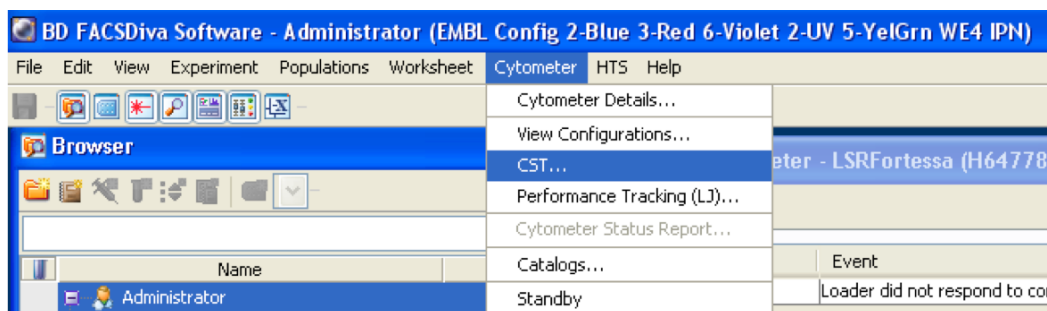 BD FACSDiva Software - Administrator (EMBL Config 2-Blue 3-Red 6-Violet 2-UV 5-YelGrn WE4 IPN)
File Edit View Experiment Populations Worksheet Cytometer HTS Help
Cytometer Details...
View Configurations...
Browser
CST...
eter - LSRFortessa (H64778
Performance Tracking (LJ)...
Cytometer Status Report...
Name
Catalogs...
Event
Administrator
Standby
Loader did not respond to co